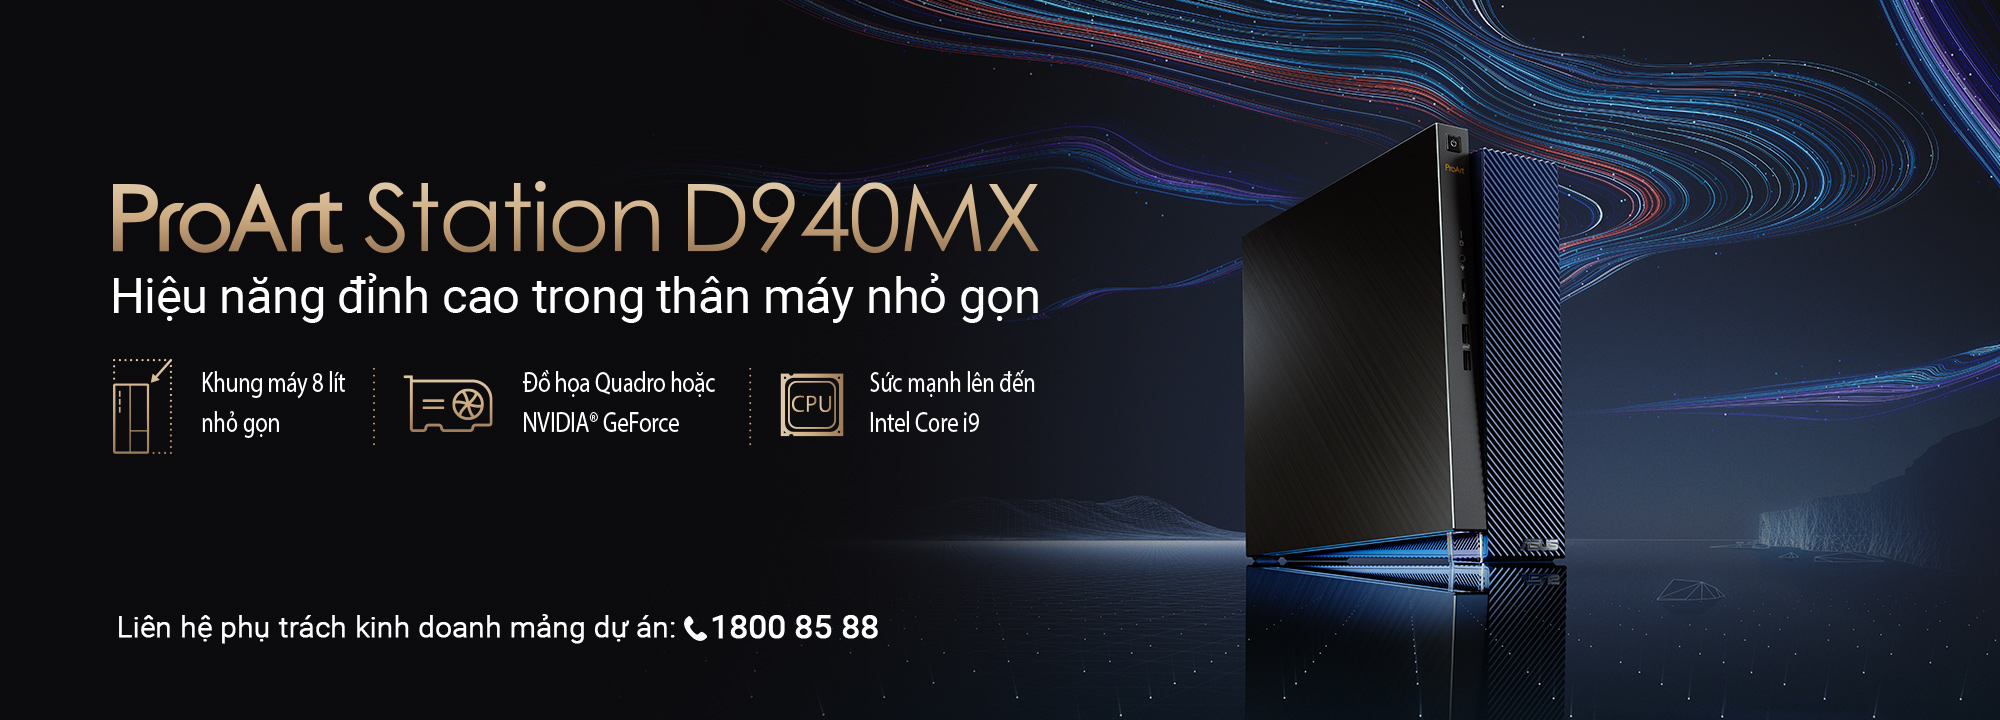 ProArt Station D940MX
Hiệu năng đỉnh cao trong thân máy nhỏ gọn
Khung máy 8 lít
nhỏ gọn
Đồ họa Quadro hoặc
NVIDIA® GeForce
CPU
Sức mạnh lên đến
Intel Core i9
Liên hệ phụ trách kinh doanh mảng dự án: 1800 85 88
ProArt
ASUS